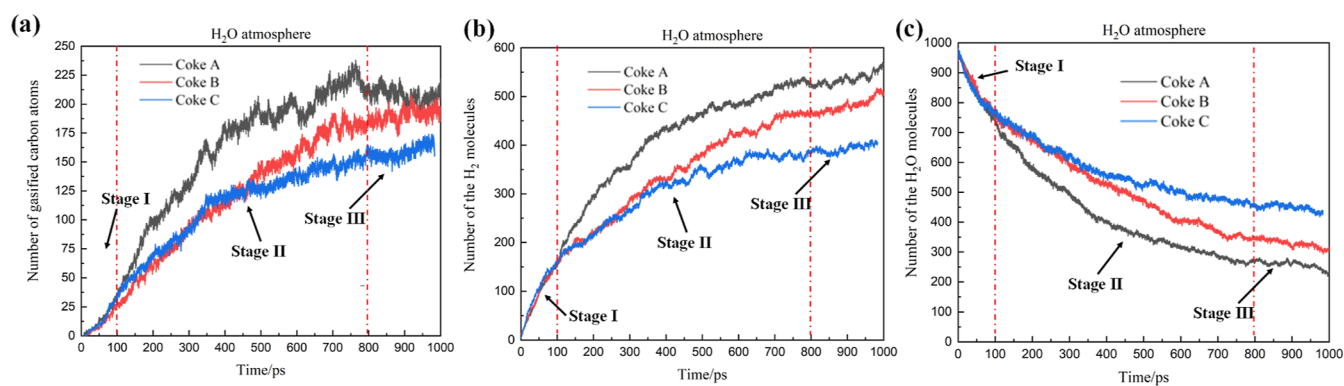 (a)
H₂O atmosphere
Number of gasified carbon atoms
250
225
200
175
150
125
100
75
50
25
0
Coke A
Coke B
Coke C
Stage I
Stage II
Stage III
0 100 200 300 400 500 600 700 800 900 1000
Time/ps
(b)
H₂O atmosphere
Number of the H₂ molecules
600
500
400
300
200
100
0
Coke A
Coke B
Coke C
Stage I
Stage II
Stage III
0 100 200 300 400 500 600 700 800 900 1000
Time/ps
(c)
H₂O atmosphere
Number of the H₂O molecules
1000
900
800
700
600
500
400
300
200
100
0
Stage I
Coke A
Coke B
Coke C
Stage II
Stage III
0 100 200 300 400 500 600 700 800 900 1000
Time/ps